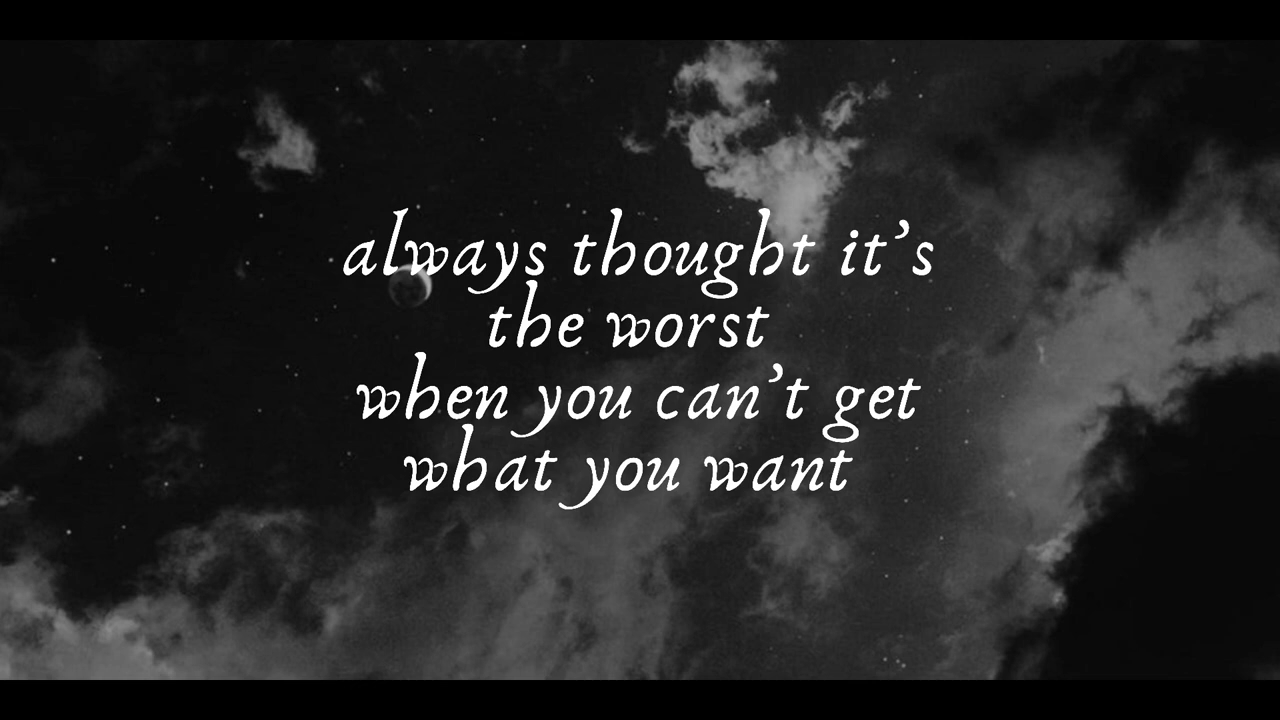 always thought it's
the worst
when you can't get
what you want